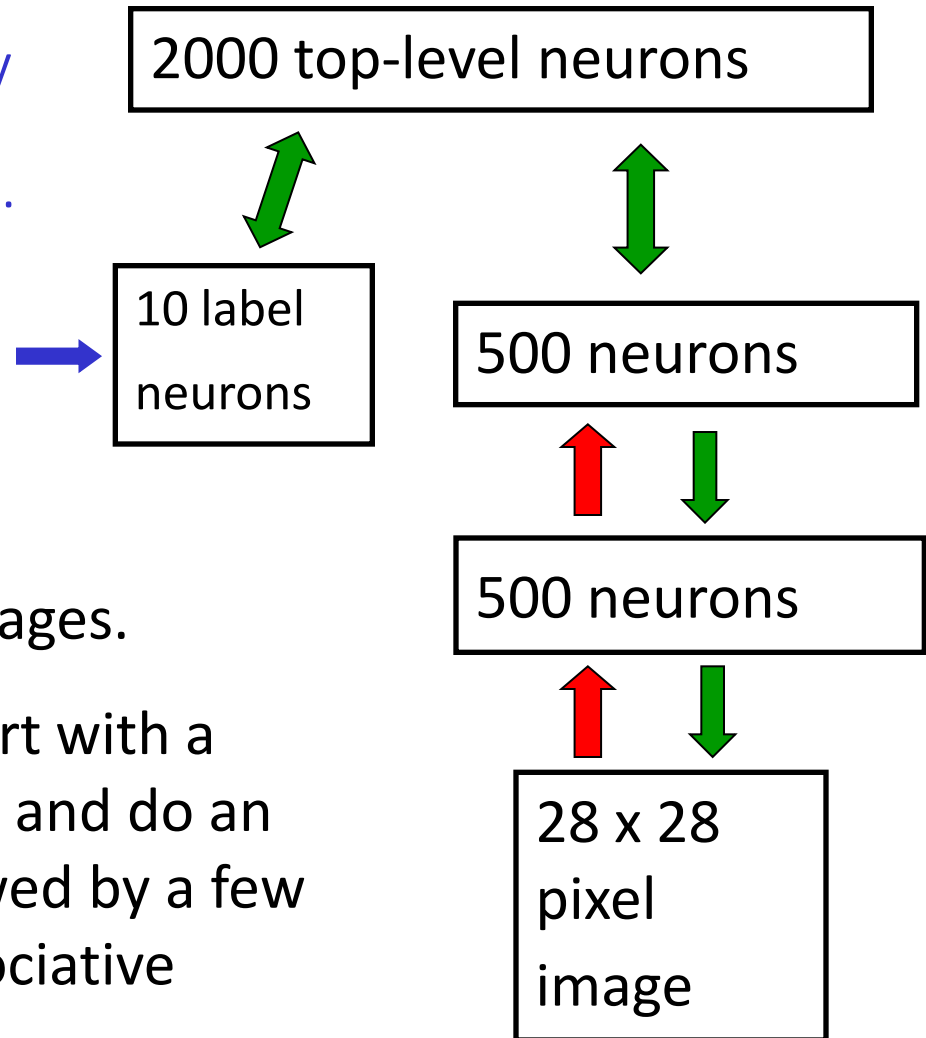 2000 top-level neurons
10 label
neurons
500 neurons
500 neurons
28 x 28
pixel
image
ages.
rt with a
and do an
ved by a few
ociative